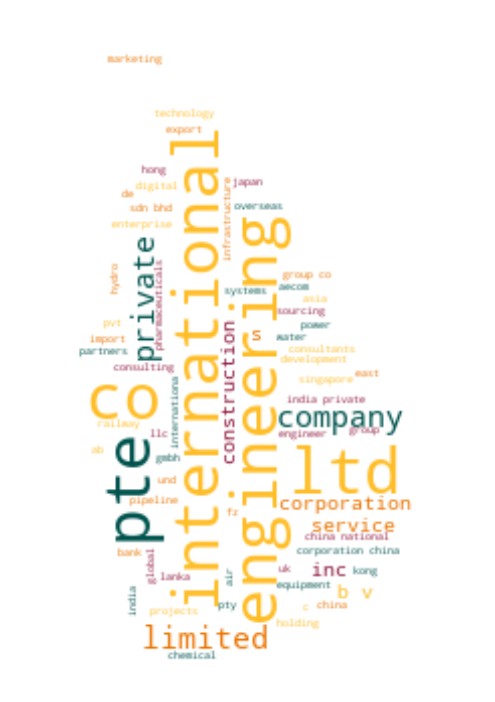 marketing
technology
export
international
hong
japan
digital
infrastructure
de
sdn bhd
overseas
enterprise
engineering
private
pharmaceuticals
hydro
group co
systems
aecom
asia
sourcing
pvt
power
construction
s
import
water
partners
consultants
development
consulting
east
singapore
internationa
co
india private
company
railway
llc
engineer
group
pte
ab
gmbh
ltd
und
pipeline
corporation
fz
service
china national
bank
global
corporation china
lanka
air
uk
inc
kong
equipment
india
b v
pty
projects
c
china
holding
limited
chemical